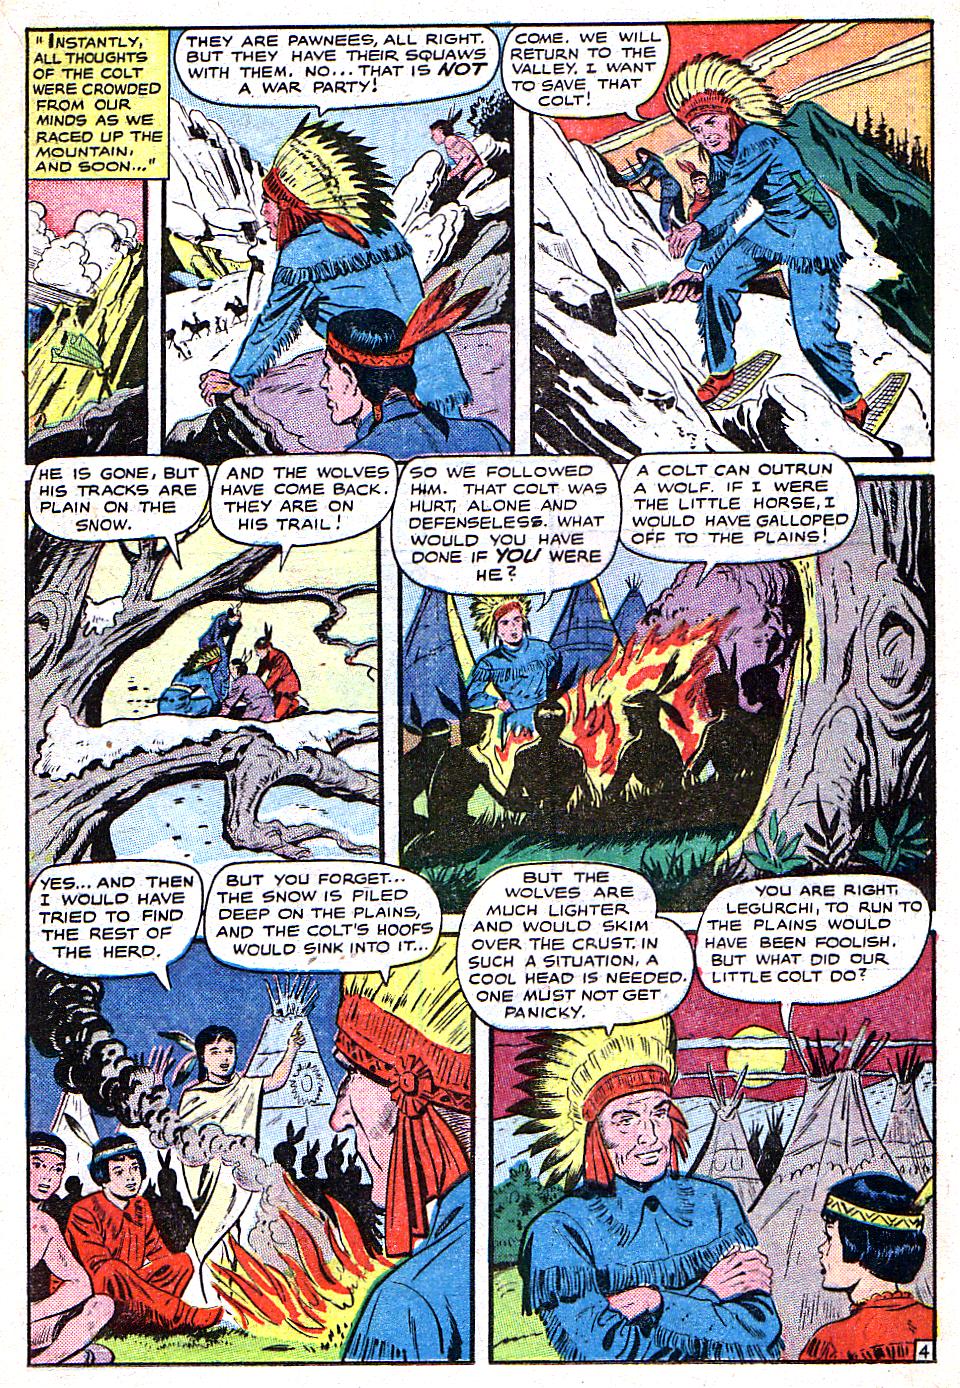 "INSTANTLY,
ALL THOUGHTS
OF THE COLT
WERE CROWDED
FROM OUR
MINDS AS WE
RACED UP THE
MOUNTAIN,
AND SOON..."
THEY ARE PAWNEES, ALL RIGHT.
BUT THEY HAVE THEIR SQUAWS
WITH THEM. NO... THAT IS NOT
A WAR PARTY!
COME. WE WILL
RETURN TO THE
VALLEY. I WANT
TO SAVE THAT
COLT!
HE IS GONE, BUT
HIS TRACKS ARE
PLAIN ON THE
SNOW.
AND THE WOLVES
HAVE COME BACK.
THEY ARE ON
HIS TRAIL!
SO WE FOLLOWED
HIM. THAT COLT WAS
HURT, ALONE AND
DEFENSELESS. WHAT
WOULD YOU HAVE
DONE IF YOU WERE
HE?
A COLT CAN OUTRUN
A WOLF. IF I WERE
THE LITTLE HORSE, I
WOULD HAVE GALLOPED
OFF TO THE PLAINS!
YES... AND THEN
I WOULD HAVE
TRIED TO FIND
THE REST OF
THE HERD.
BUT YOU FORGET...
THE SNOW IS PILED
DEEP ON THE PLAINS,
AND THE COLT'S HOOFS
WOULD SINK INTO IT...
BUT THE
WOLVES ARE
MUCH LIGHTER
AND WOULD SKIM
OVER THE CRUST. IN
SUCH A SITUATION, A
COOL HEAD IS NEEDED.
ONE MUST NOT GET
PANICKY.
YOU ARE RIGHT,
LEGURCHI, TO RUN TO
THE PLAINS WOULD
HAVE BEEN FOOLISH.
BUT WHAT DID OUR
LITTLE COLT DO?
4